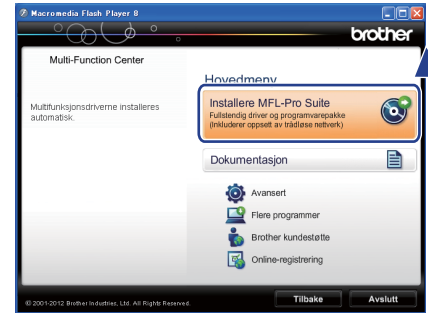 Macromedia Flash Player 8
brother
Multi-Function Center
Multifunksjonsdriverne installeres
automatisk.
Hovedmeny
Installere MFL-Pro Suite
Fullstendig driver og programvarepakke
(inkluderer oppsett av trådløse nettverk)
Dokumentasjon
Avansert
Flere programmer
Brother kundestøtte
Online-registrering
© 2001-2012 Brother Industries, Ltd. All Rights Reserved.
Tilbake
Avslutt